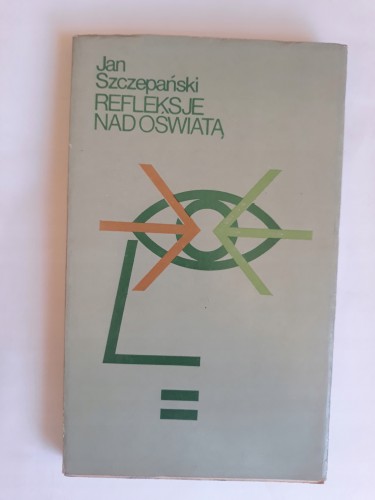 Jan
Szczepański
REFLEKSJE
NAD OŚWIATĄ